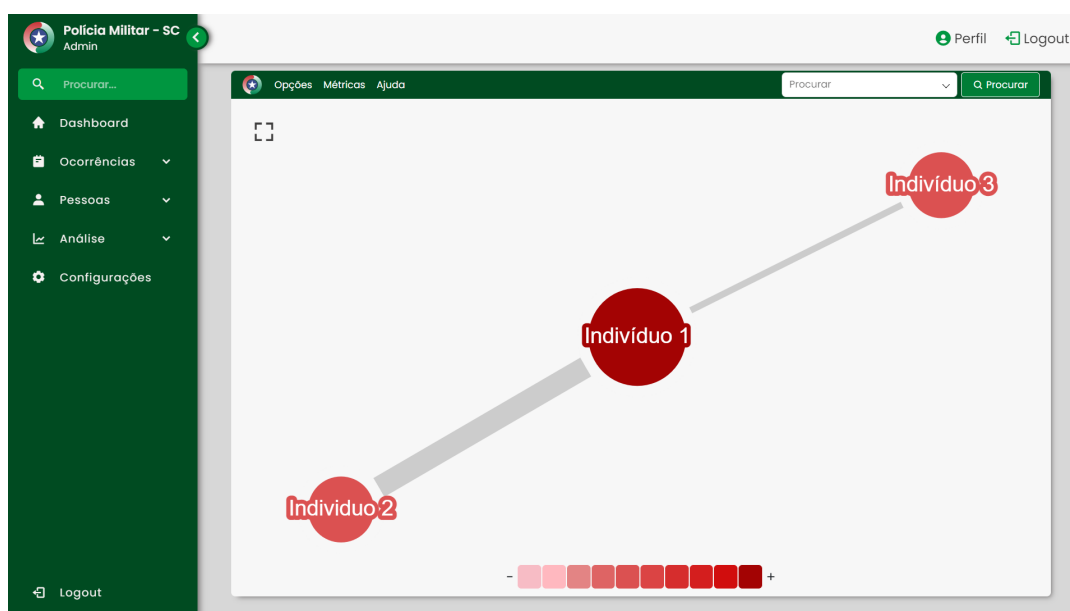 Polícia Militar - SC
Admin
Perfil
Logout
Procurar...
Dashboard
Ocorrências
Pessoas
Análise
Configurações
Logout
Opções Métricas Ajuda
Procurar
Procurar
Indivíduo 3
Indivíduo 1
Individuo 2
- +